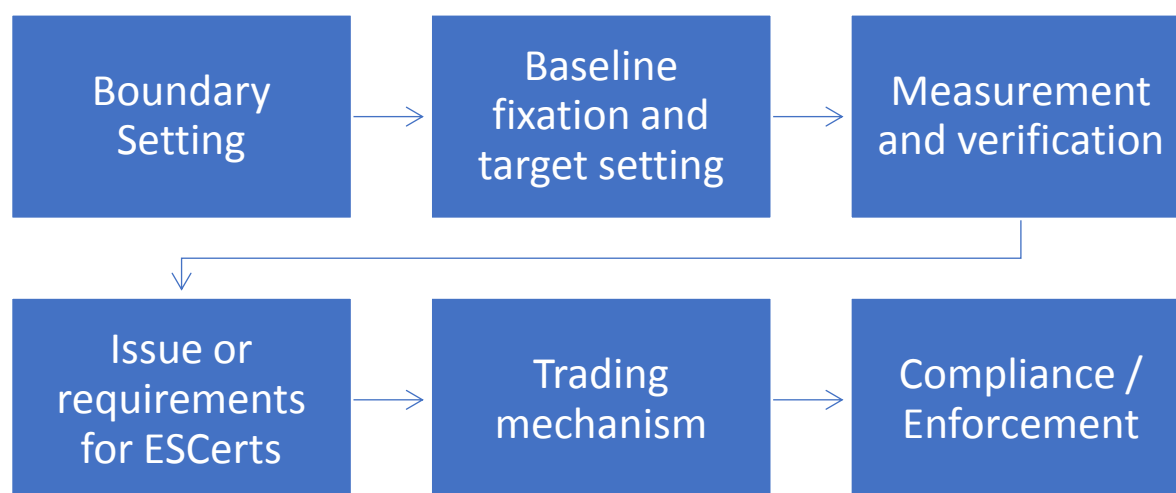 Boundary
Setting
Baseline
fixation and
target setting
Measurement
and verification
Issue or
requirements
for ESCerts
Trading
mechanism
Compliance /
Enforcement